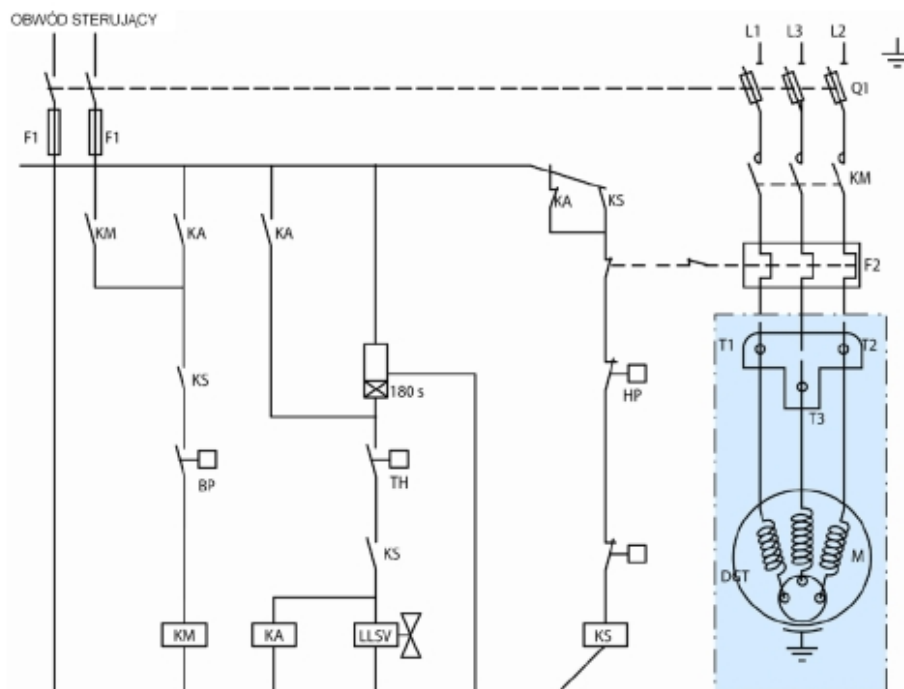 OBWÓD STERUJĄCY
L1 L3 L2
Q1
F1 F1
KM
KA KS
KM KA KA
F2
T1 T2
180 s
KS HP
T3
BP TH
KS
DGT M
KM KA LLSV KS